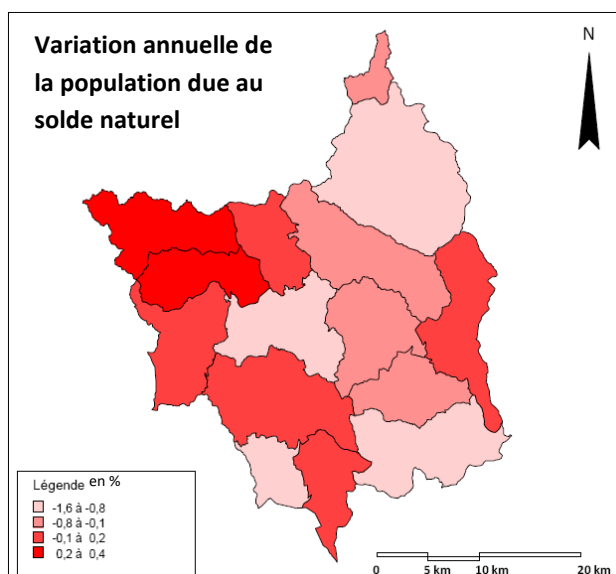 Variation annuelle de
la population due au
solde naturel
N
Légende en %
-1,6 à -0,8
-0,8 à -0,1
-0,1 à 0,2
0,2 à 0,4
0 5 km 10 km 20 km